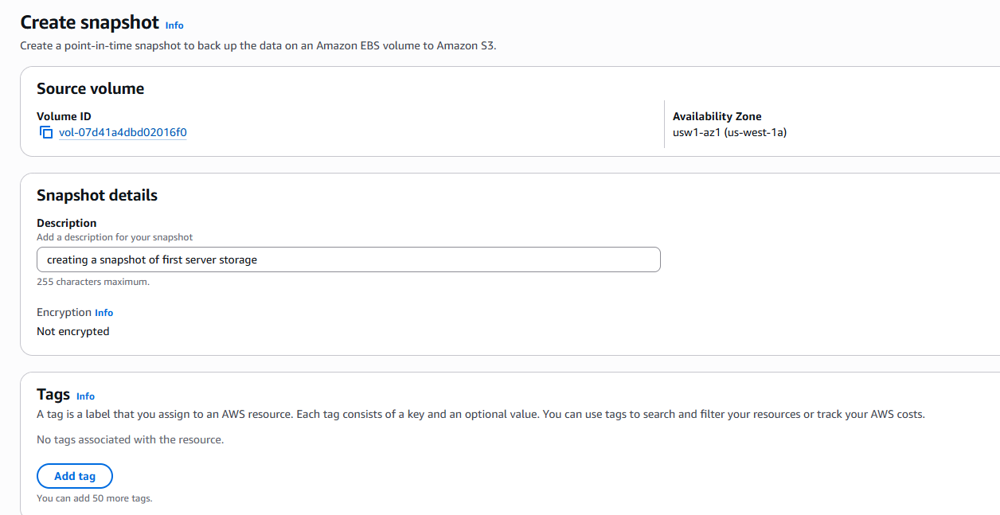 Create snapshot Info
Create a point-in-time snapshot to back up the data on an Amazon EBS volume to Amazon S3.
Source volume
Volume ID
vol-07d41a4dbd02016f0
Availability Zone
usw1-az1 (us-west-1a)
Snapshot details
Description
Add a description for your snapshot
creating a snapshot of first server storage
255 characters maximum.
Encryption Info
Not encrypted
Tags Info
A tag is a label that you assign to an AWS resource. Each tag consists of a key and an optional value. You can use tags to search and filter your resources or track your AWS costs.
No tags associated with the resource.
Add tag
You can add 50 more tags.